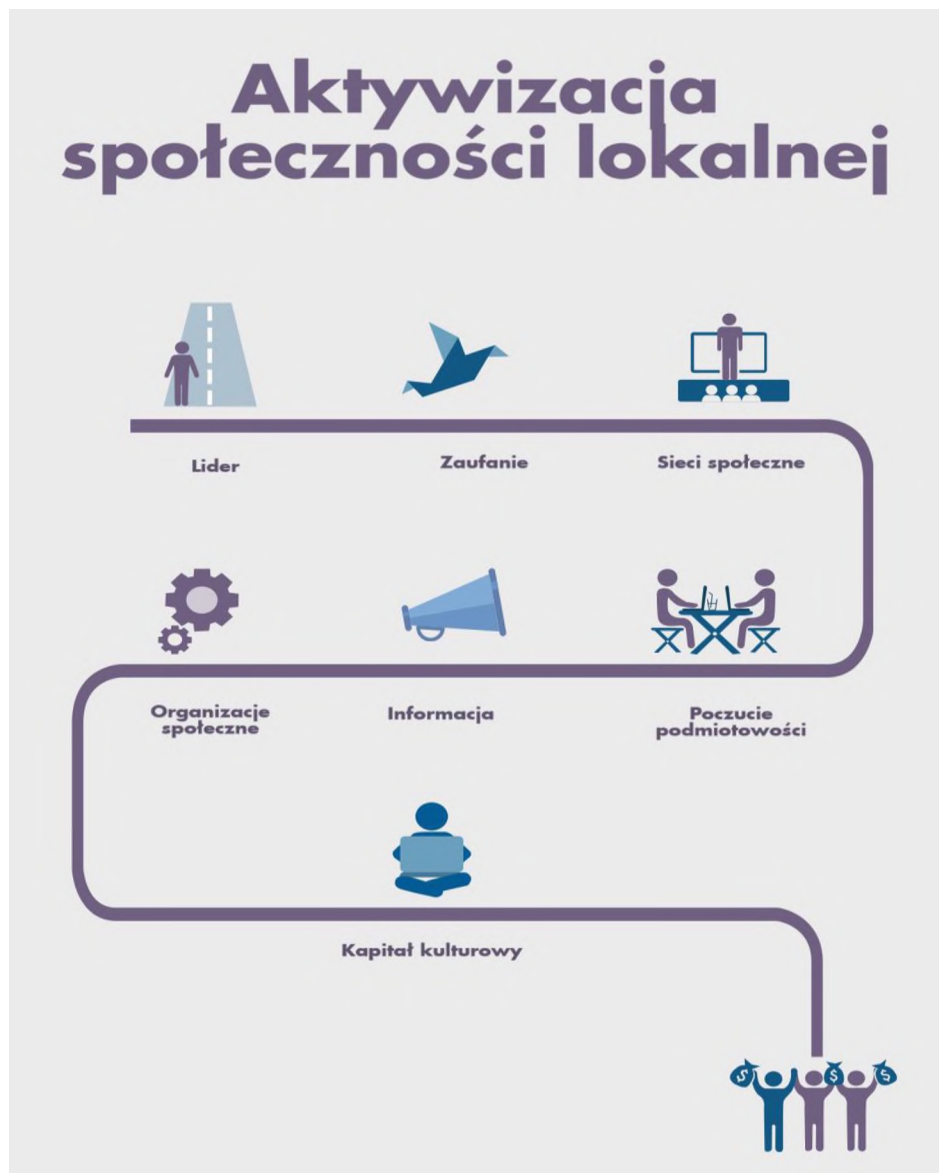 Aktywizacja
społeczności lokalnej
Lider
Zaufanie
Sieci społeczne
Organizacje
społeczne
Informacja
Poczucie
podmiotowości
Kapitał kulturowy
$
$
$